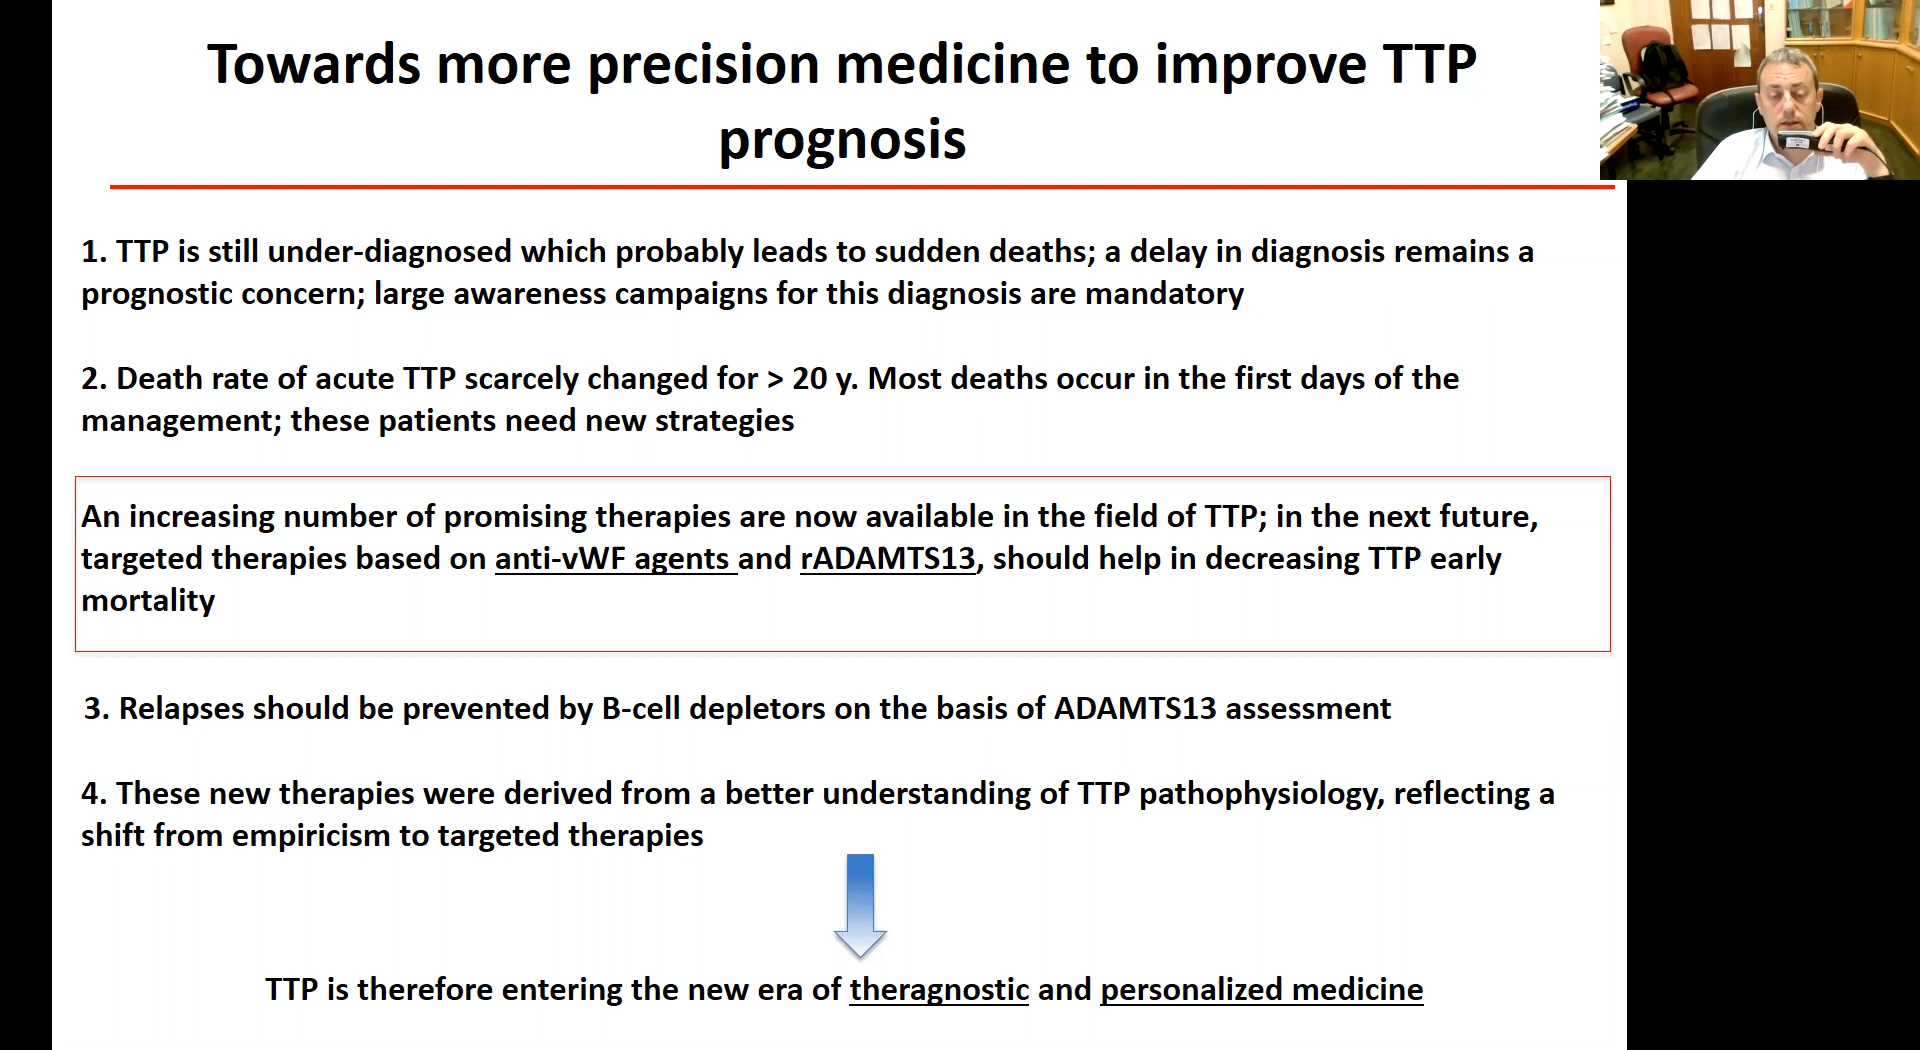 Towards more precision medicine to improve TTP
prognosis
1. TTP is still under-diagnosed which probably leads to sudden deaths; a delay in diagnosis remains a
prognostic concern; large awareness campaigns for this diagnosis are mandatory
2. Death rate of acute TTP scarcely changed for > 20 y. Most deaths occur in the first days of the
management; these patients need new strategies
An increasing number of promising therapies are now available in the field of TTP; in the next future,
targeted therapies based on anti-vWF agents and rADAMTS13, should help in decreasing TTP early
mortality
3. Relapses should be prevented by B-cell depletors on the basis of ADAMTS13 assessment
4. These new therapies were derived from a better understanding of TTP pathophysiology, reflecting a
shift from empiricism to targeted therapies
TTP is therefore entering the new era of theragnostic and personalized medicine